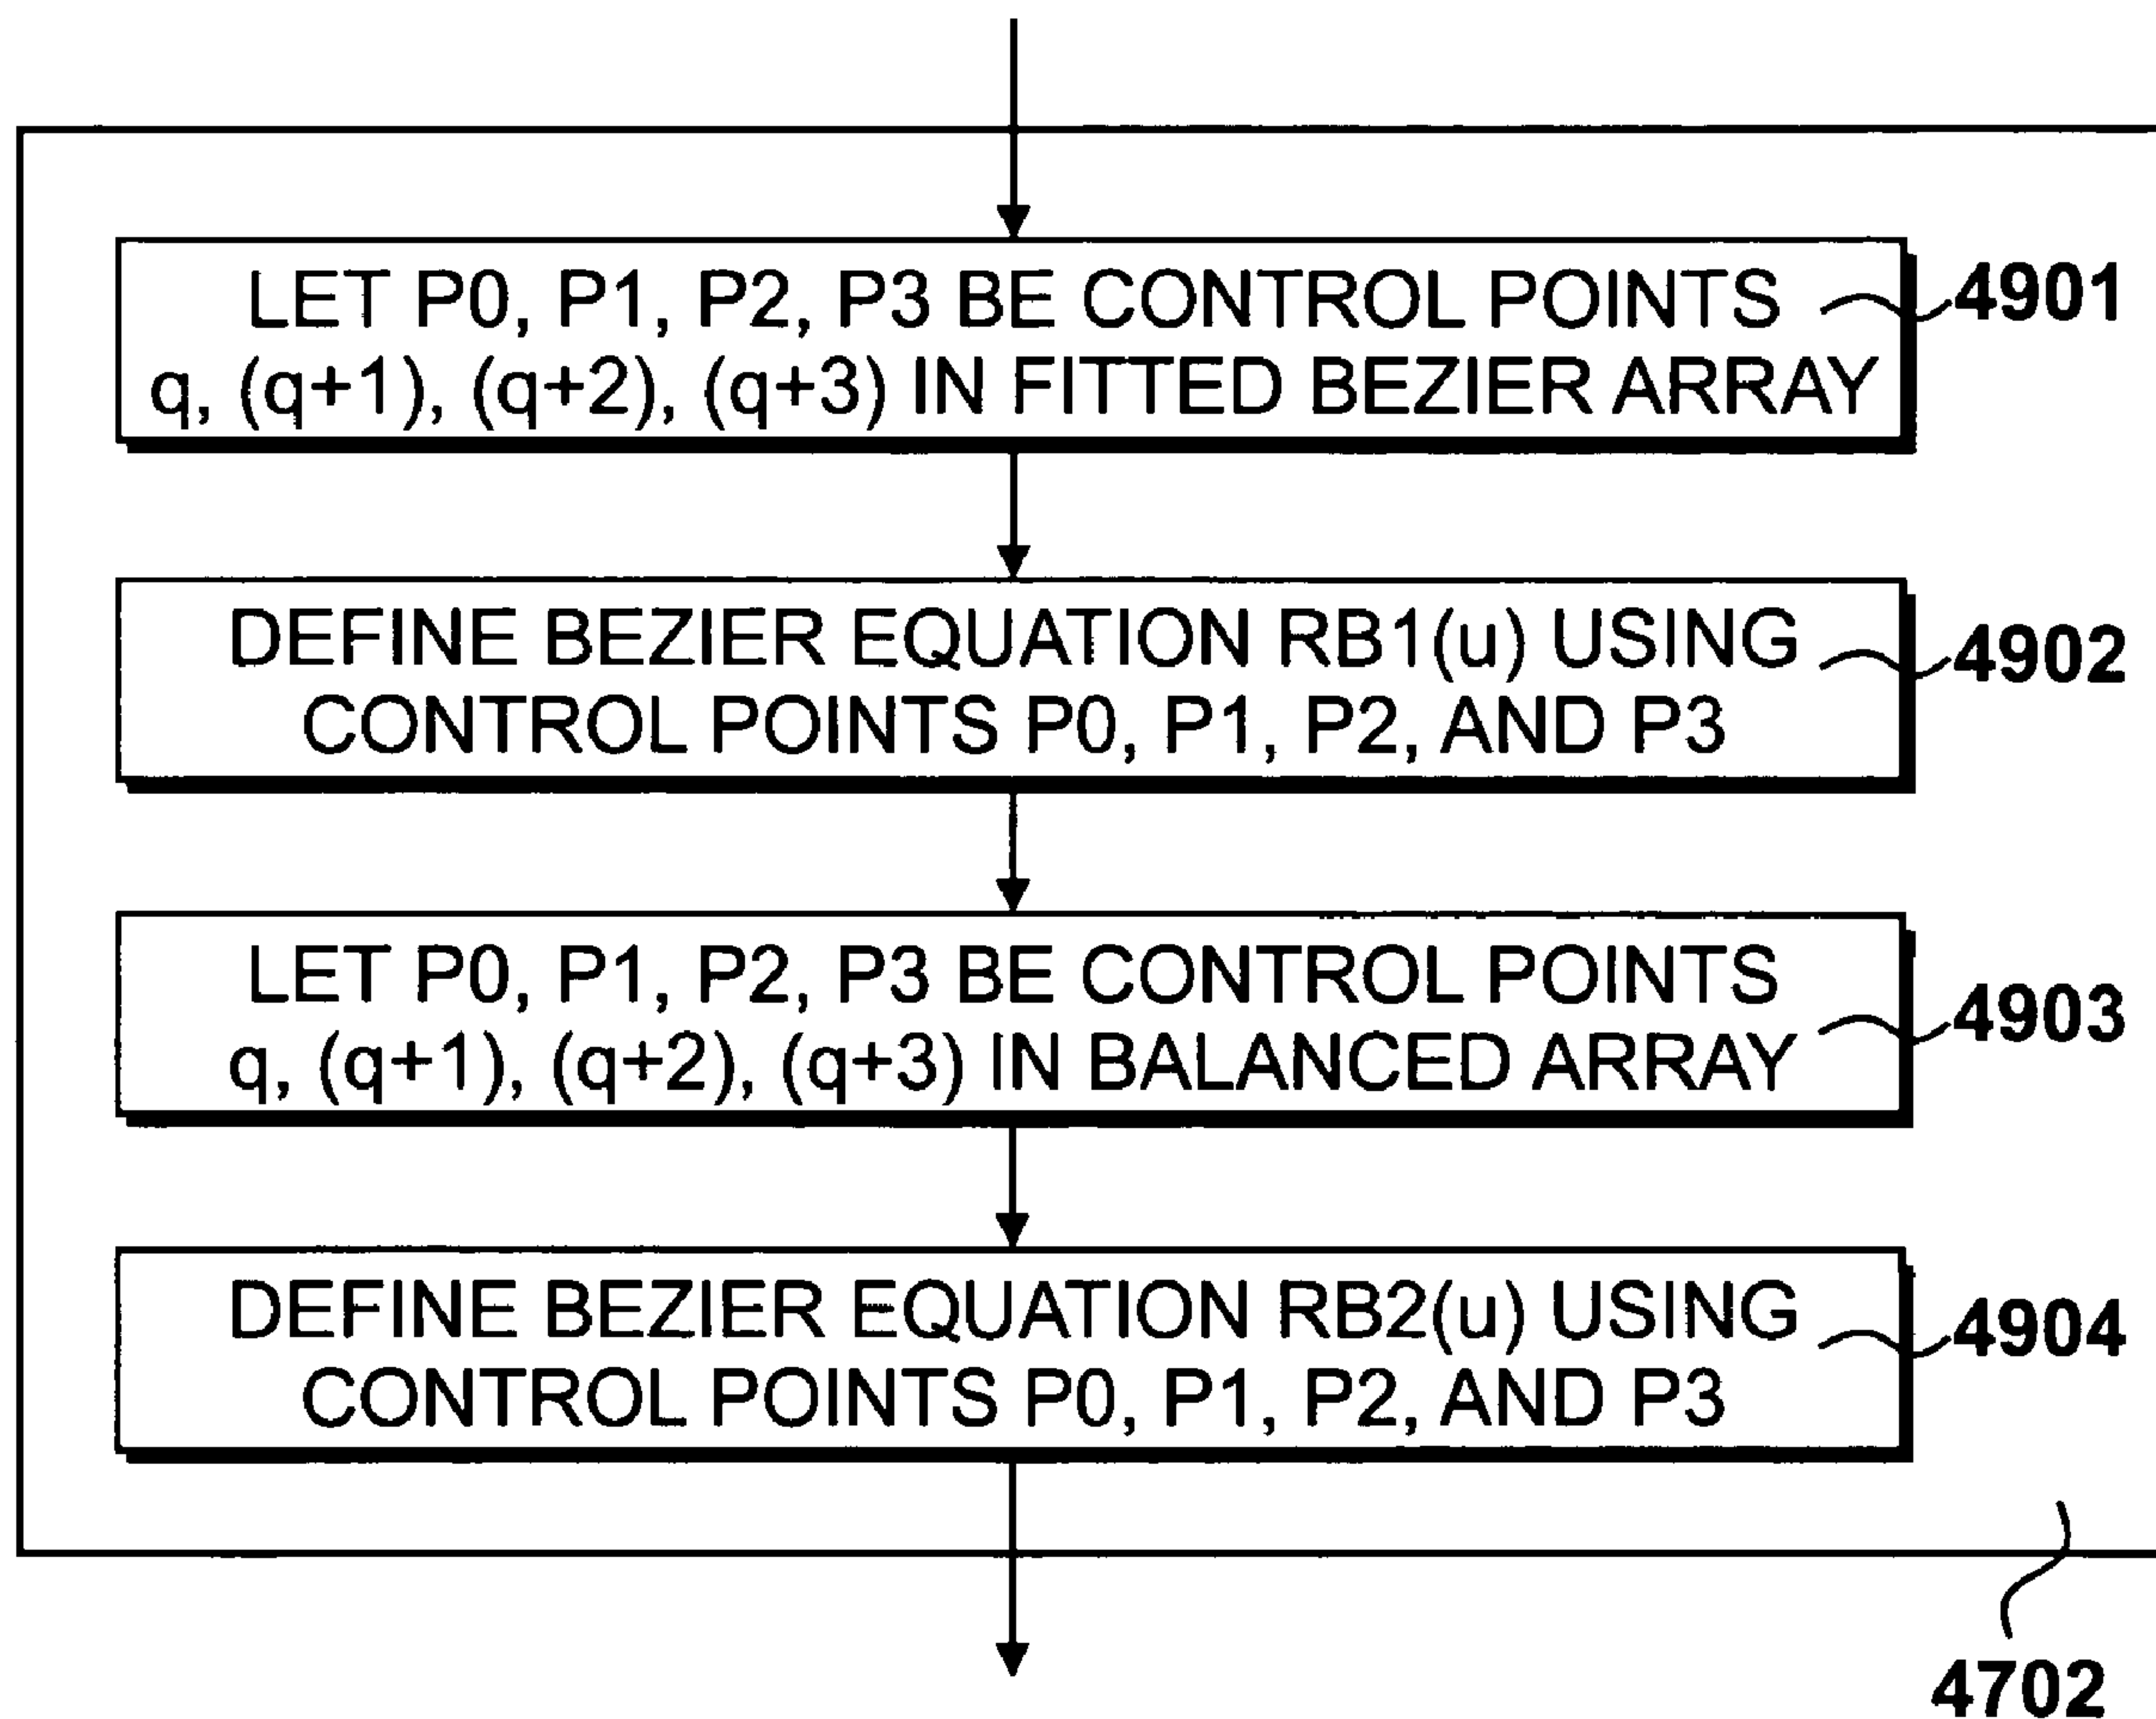 LET P0, P1, P2, P3 BE CONTROL POINTS
q, (q+1), (q+2), (q+3) IN FITTED BEZIER ARRAY
4901
DEFINE BEZIER EQUATION RB1(u) USING
CONTROL POINTS P0, P1, P2, AND P3
4902
LET P0, P1, P2, P3 BE CONTROL POINTS
q, (q+1), (q+2), (q+3) IN BALANCED ARRAY
4903
DEFINE BEZIER EQUATION RB2(u) USING
CONTROL POINTS P0, P1, P2, AND P3
4904
4702